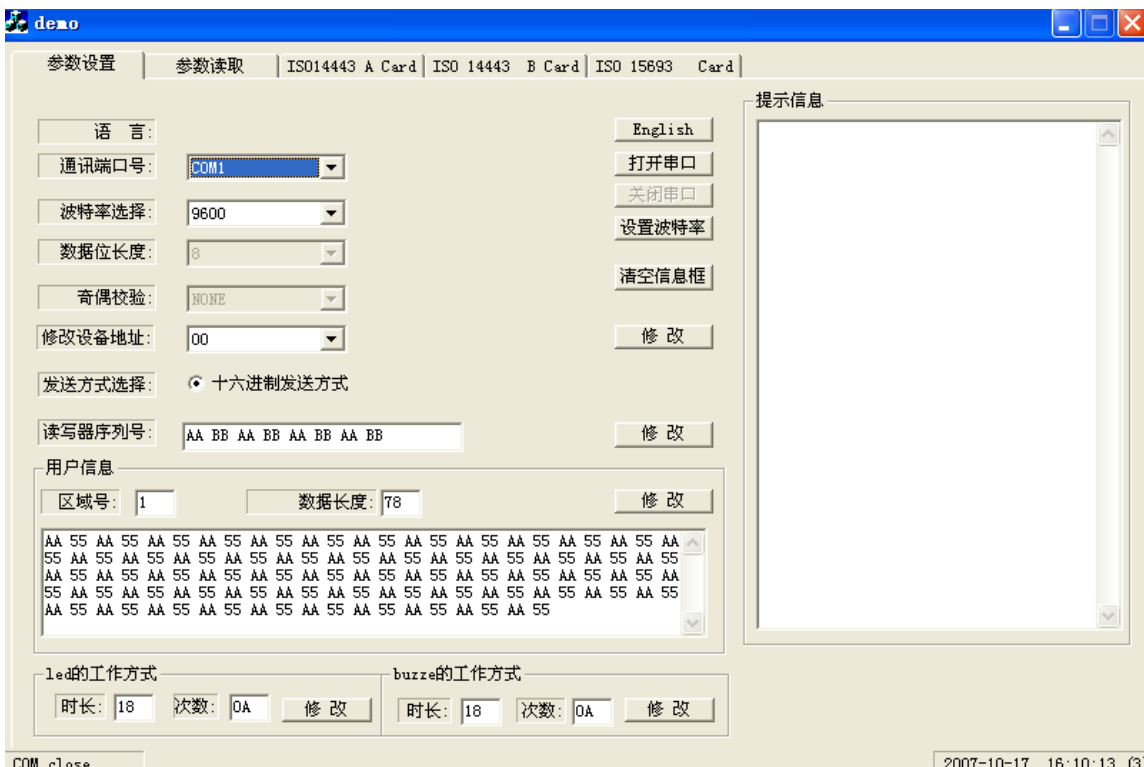 demo
参数设置 参数读取 ISO14443 A Card ISO 14443 B Card ISO 15693 Card
提示信息
语 言: English
通讯端口号: COM1 打开串口
关闭串口
波特率选择: 9600 设置波特率
数据位长度: 8
清空信息框
奇偶校验: NONE
修改设备地址: 00 修 改
发送方式选择: 十六进制发送方式
读写器序列号: AA BB AA BB AA BB AA BB 修 改
用户信息
区域号: 1 数据长度: 78 修 改
AA 55 AA 55 AA 55 AA 55 AA 55 AA 55 AA 55 AA 55 AA 55 AA 55 AA 55 AA 55 AA
55 AA 55 AA 55 AA 55 AA 55 AA 55 AA 55 AA 55 AA 55 AA 55 AA 55 AA 55 AA 55
AA 55 AA 55 AA 55 AA 55 AA 55 AA 55 AA 55 AA 55 AA 55 AA 55 AA 55 AA 55 AA
55 AA 55 AA 55 AA 55 AA 55 AA 55 AA 55 AA 55 AA 55 AA 55 AA 55 AA 55 AA 55
AA 55 AA 55 AA 55 AA 55 AA 55 AA 55 AA 55 AA 55 AA 55 AA 55
led的工作方式 buzze的工作方式
时长: 18 次数: 0A 修 改 时长: 18 次数: 0A 修 改
COM close 2007-10-17 16:10:13 (3